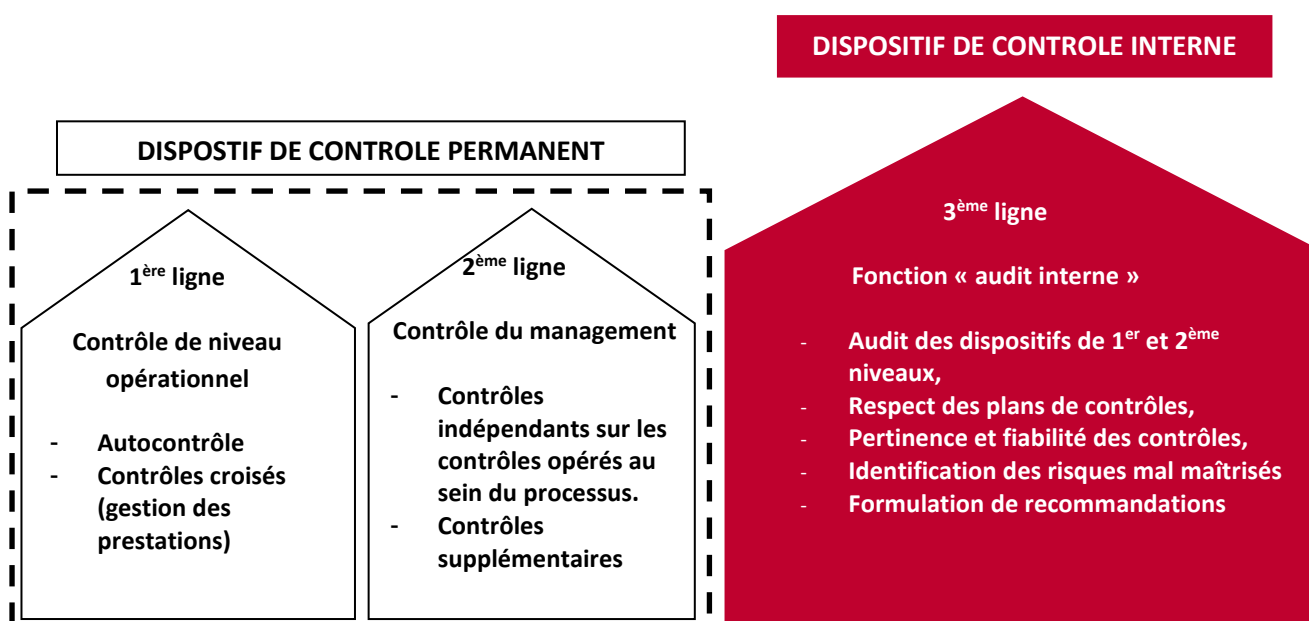 DISPOSITIF DE CONTROLE INTERNE
DISPOSTIF DE CONTROLE PERMANENT
1ère ligne
Contrôle de niveau
opérationnel
- Autocontrôle
- Contrôles croisés
(gestion des
prestations)
2ème ligne
Contrôle du management
- Contrôles
indépendants sur les
contrôles opérés au
sein du processus.
- Contrôles
supplémentaires
3ème ligne
Fonction « audit interne »
- Audit des dispositifs de 1er et 2ème
niveaux,
- Respect des plans de contrôles,
- Pertinence et fiabilité des contrôles,
- Identification des risques mal maîtrisés
- Formulation de recommandations